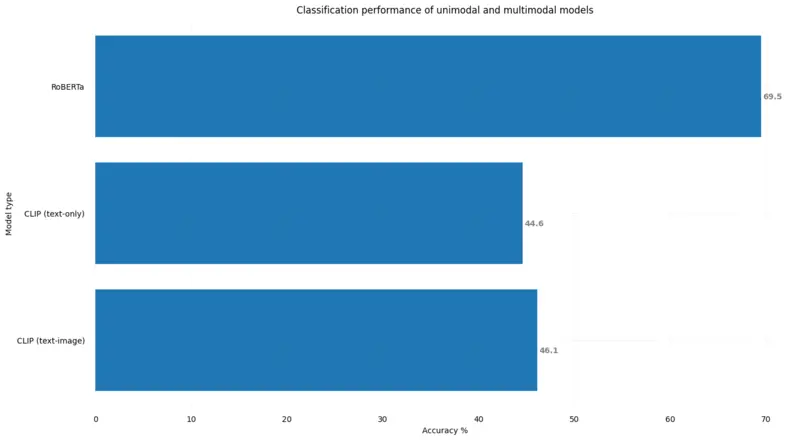 Classification performance of unimodal and multimodal models
RoBERTa
69.5
CLIP (text-only)
44.6
CLIP (text-image)
46.1
Model type
0 10 20 30 40 50 60 70
Accuracy %